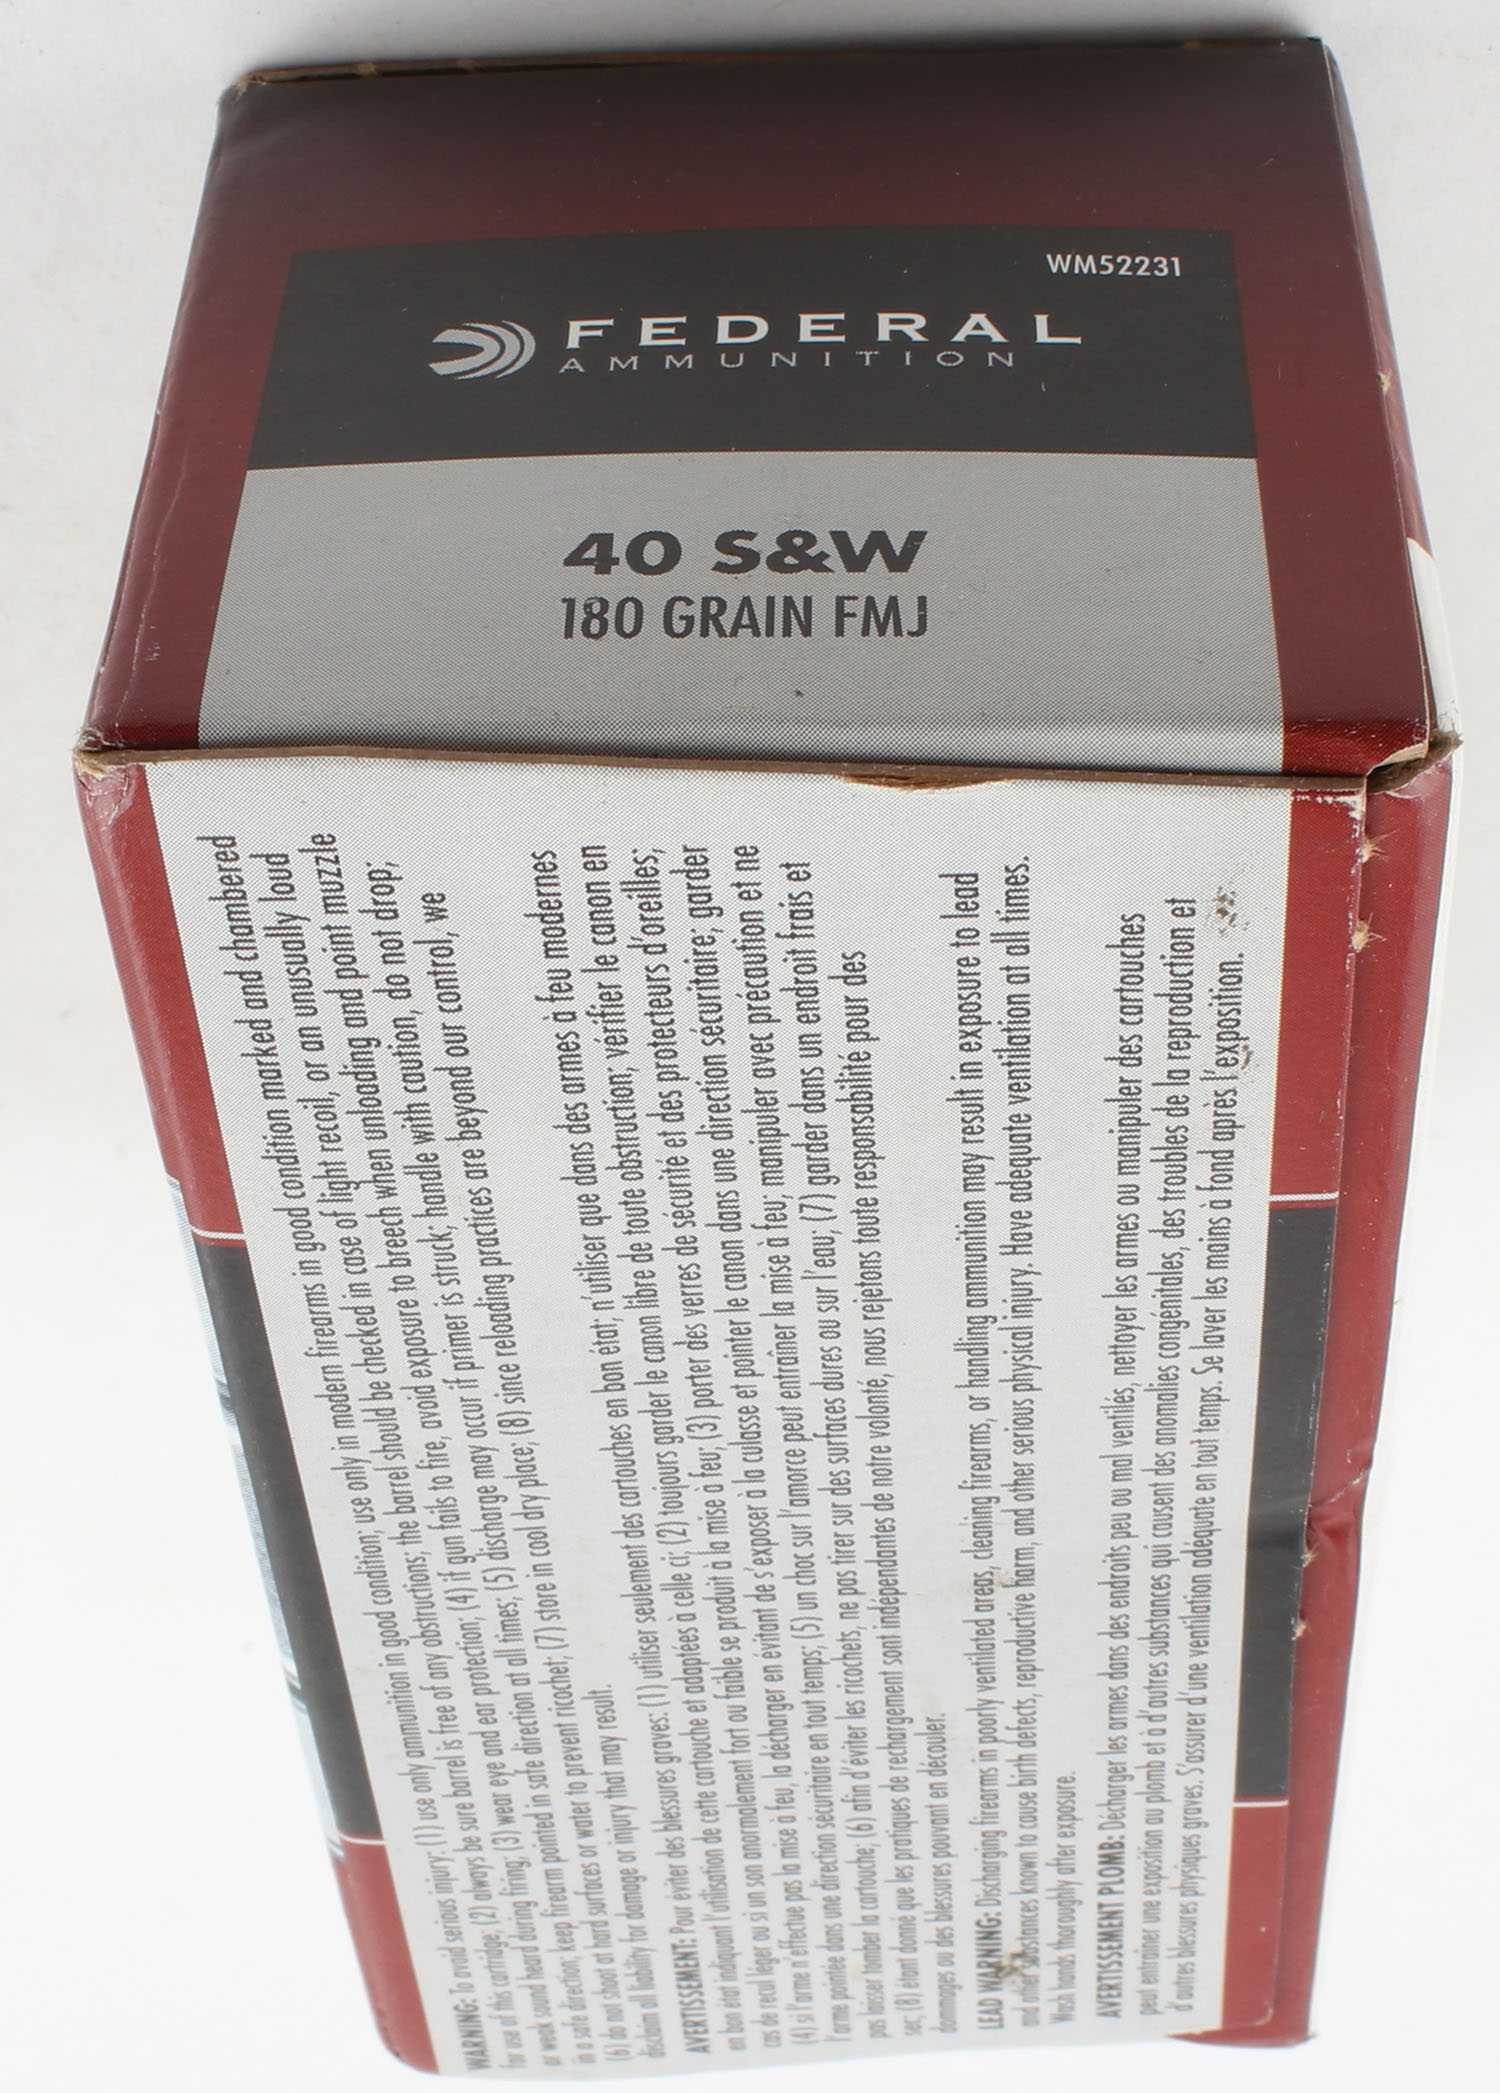 WM52231
FEDERAL
AMMUNITION
40 S&W
180 GRAIN FMJ
WARNING: To avoid serious injury: (1) use only ammunition in good condition; use only in modern firearms in good condition marked and chambered
for use of this cartridge; (2) always be sure barrel is free of any obstructions; the barrel should be checked in case of light recoil, or an unusually loud
or weak sound heard during firing; (3) wear eye and ear protection; (4) if gun fails to fire, avoid exposure to breech when unloading and point muzzle
in a safe direction; keep firearm pointed in safe direction at all times; (5) discharge may occur if primer is struck; handle with caution, do not drop;
(6) do not shoot at hard surfaces or water to prevent ricochet; (7) store in cool dry place; (8) since reloading practices are beyond our control, we
disclaim all liability for damage or injury that may result.
AVERTISSEMENT: Pour éviter des blessures graves: (1) utiliser seulement des cartouches en bon état; n'utiliser que dans des armes à feu modernes
en bon état indiquant l'utilisation de cette cartouche et adaptées à celle ci; (2) toujours garder le canon libre de toute obstruction; vérifier le canon en
cas de recul léger ou si un son anormalement fort ou faible se produit à la mise à feu; (3) porter des verres de sécurité et des protecteurs d'oreilles;
(4) si l'arme n'effectue pas la mise à feu, la décharger en évitant de s'exposer à la culasse et pointer le canon dans une direction sécuritaire; garder
l'arme pointée dans une direction sécuritaire en tout temps; (5) un choc sur l'amorce peut entraîner la mise à feu; manipuler avec précaution et ne
pas laisser tomber la cartouche; (6) afin d'éviter les ricochets, ne pas tirer sur des surfaces dures ou sur l'eau; (7) garder dans un endroit frais et
sec; (8) étant donné que les pratiques de rechargement sont indépendantes de notre volonté, nous rejetons toute responsabilité pour des
dommages ou des blessures pouvant en découler.
LEAD WARNING: Discharging firearms in poorly ventilated areas, cleaning firearms, or handling ammunition may result in exposure to lead
and other substances known to cause birth defects, reproductive harm, and other serious physical injury. Have adequate ventilation at all times.
Wash hands thoroughly after exposure.
AVERTISSEMENT PLOMB: Décharger les armes dans des endroits peu ou mal ventilés, nettoyer les armes ou manipuler des cartouches
peut entrainer une exposition au plomb et à d'autres substances qui causent des anomalies congénitales, des troubles de la reproduction et
d'autres blessures physiques graves. S'assurer d'une ventilation adéquate en tout temps. Se laver les mains à fond après l'exposition.